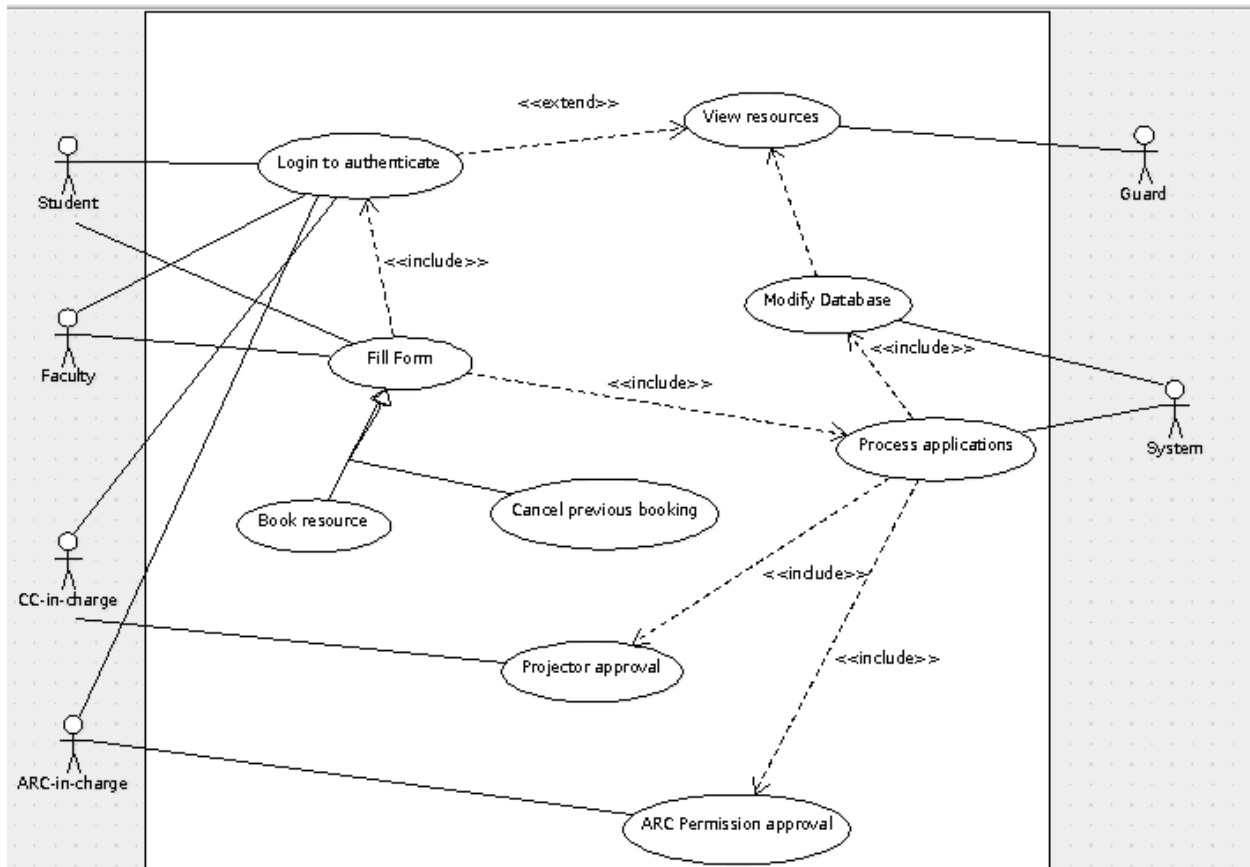 <<extend>>
View resources
Login to authenticate
Student
Guard
<<include>>
Modify Database
<<include>>
Fill Form
Faculty
<<include>>
Process applications
System
Book resource
Cancel previous booking
<<include>>
CC-in-charge
Projector approval
<<include>>
ARC-in-charge
ARC Permission approval